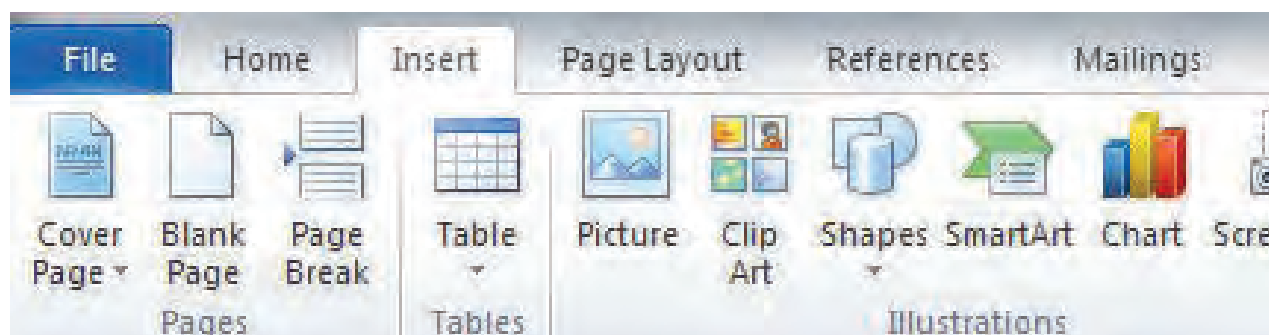 File Home Insert Page Layout References Mailings
Cover Page Blank Page Page Break Table Picture Clip Art Shapes SmartArt Chart
Pages Tables Illustrations